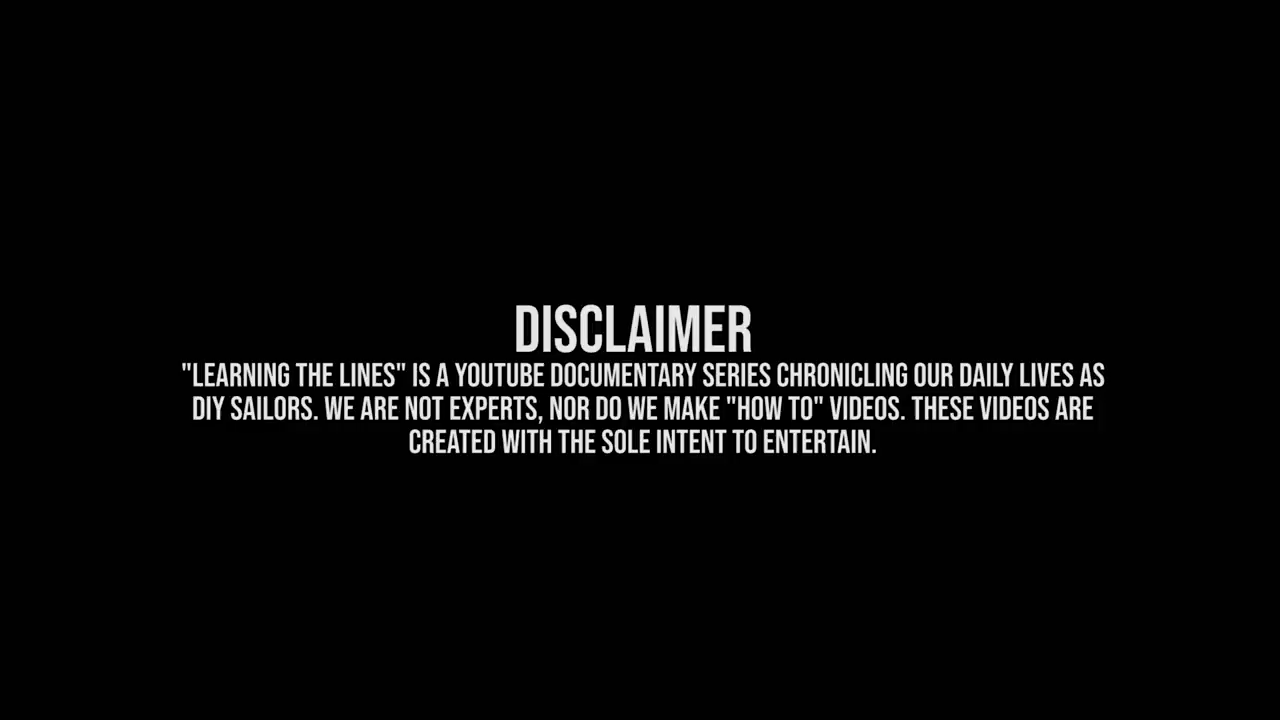 DISCLAIMER
"LEARNING THE LINES" IS A YOUTUBE DOCUMENTARY SERIES CHRONICLING OUR DAILY LIVES AS
DIY SAILORS. WE ARE NOT EXPERTS, NOR DO WE MAKE "HOW TO" VIDEOS. THESE VIDEOS ARE
CREATED WITH THE SOLE INTENT TO ENTERTAIN.